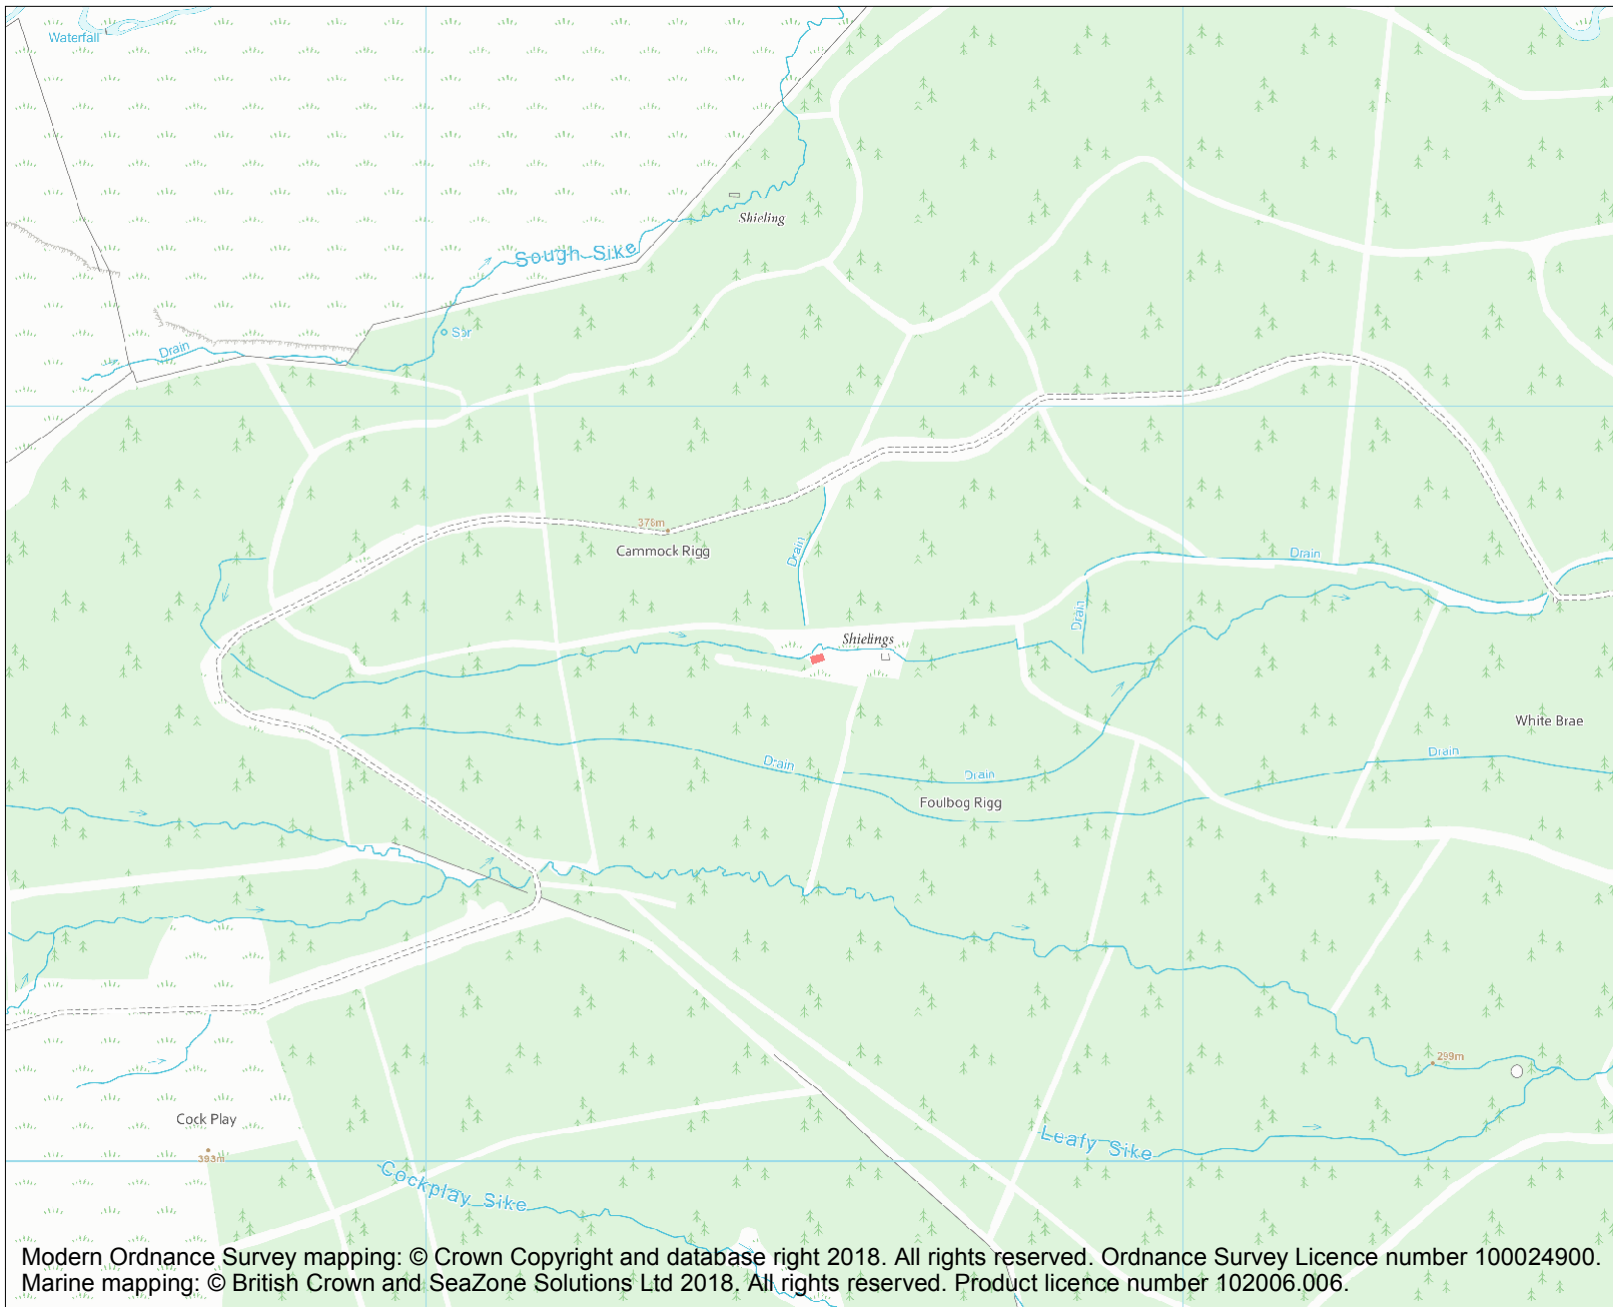 Waterfall
Shieling
Sough Sike
Spr
Drain
376m
Cammock Rigg
Drain
Drain
Drain
Shielings
White Brae
Drain
Drain
Drain
Foulbog Rigg
299m
Cock Play
393m
Leafy Sike
Cockplay Sike
Modern Ordnance Survey mapping: © Crown Copyright and database right 2018. All rights reserved. Ordnance Survey Licence number 100024900.
Marine mapping: © British Crown and SeaZone Solutions Ltd 2018. All rights reserved. Product licence number 102006.006.